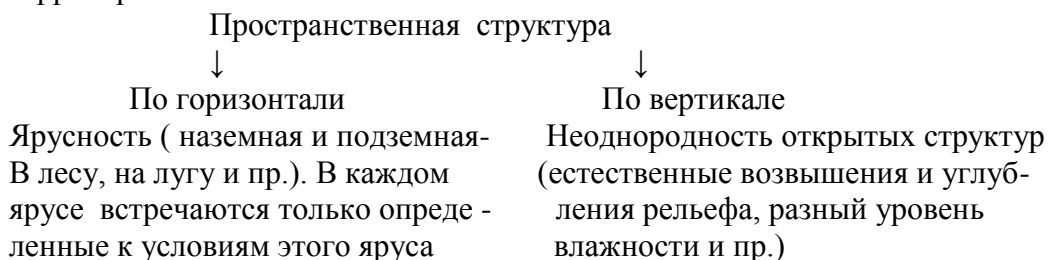 Пространственная структура
↓ ↓
По горизонтали По вертикале
Ярусность ( наземная и подземная- Неоднородность открытых структур
В лесу, на лугу и пр.). В каждом (естественные возвышения и углуб-
ярусе встречаются только опреде - ления рельефа, разный уровень
ленные к условиям этого яруса влажности и пр.)